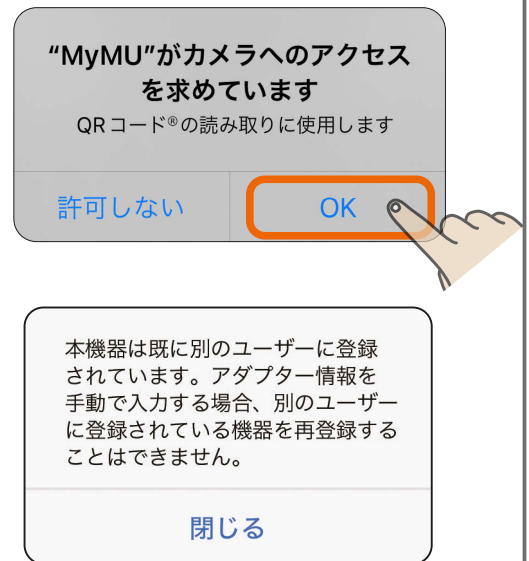 “MyMU”がカメラへのアクセス
を求めています
QRコード®の読み取りに使用します
許可しない
OK
本機器は既に別のユーザーに登録
されています。アダプター情報を
手動で入力する場合、別のユーザー
に登録されている機器を再登録する
ことはできません。
閉じる